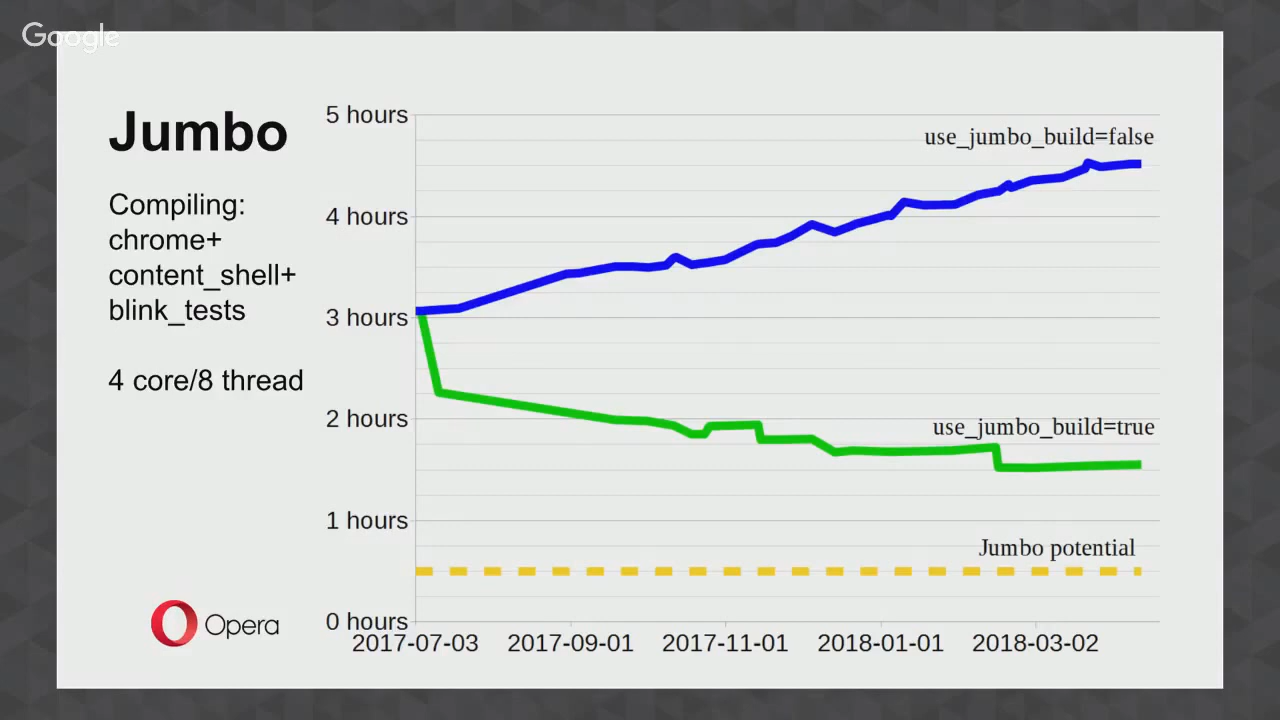 Google
Jumbo
Compiling:
chrome+
content_shell+
blink_tests
4 core/8 thread
5 hours
4 hours
3 hours
2 hours
1 hours
0 hours
use_jumbo_build=false
use_jumbo_build=true
Jumbo potential
2017-07-03 2017-09-01 2017-11-01 2018-01-01 2018-03-02
Opera